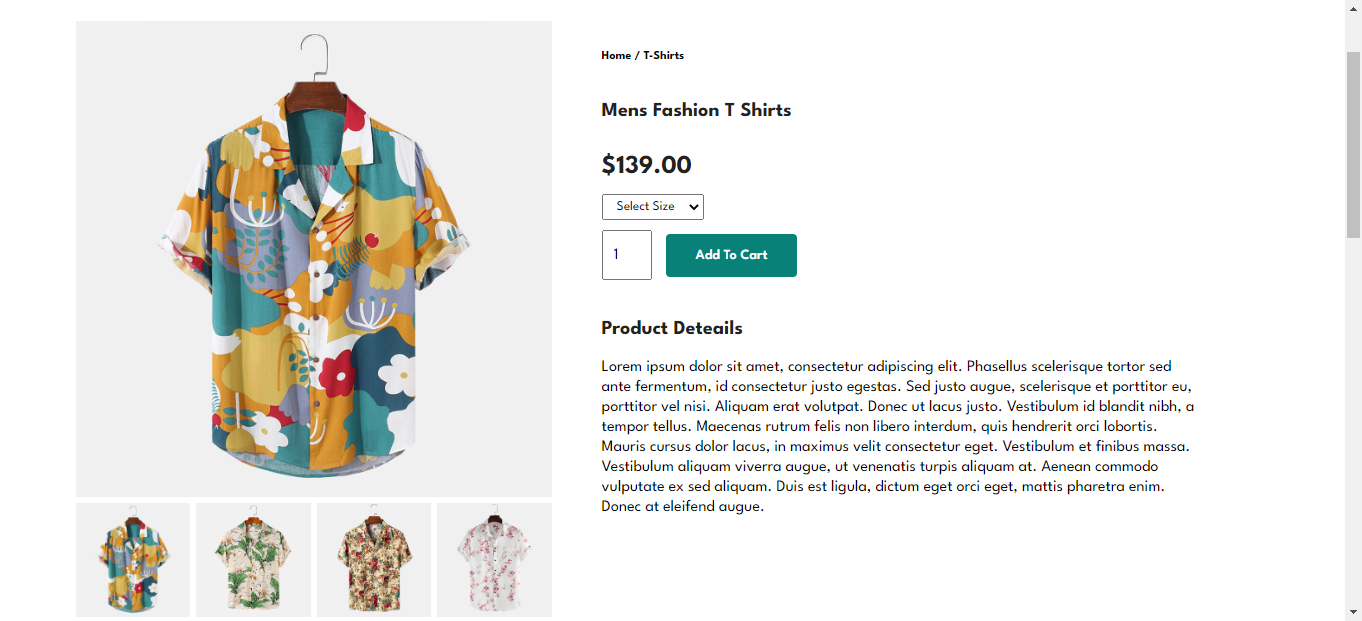 Home / T-Shirts
Mens Fashion T Shirts
$139.00
Select Size
1
Add To Cart
Product Deteails
Lorem ipsum dolor sit amet, consectetur adipiscing elit. Phasellus scelerisque tortor sed
ante fermentum, id consectetur justo egestas. Sed justo augue, scelerisque et porttitor eu,
porttitor vel nisi. Aliquam erat volutpat. Donec ut lacus justo. Vestibulum id blandit nibh, a
tempor tellus. Maecenas rutrum felis non libero interdum, quis hendrerit orci lobortis.
Mauris cursus dolor lacus, in maximus velit consectetur eget. Vestibulum et finibus massa.
Vestibulum aliquam viverra augue, ut venenatis turpis aliquam at. Aenean commodo
vulputate ex sed aliquam. Duis est ligula, dictum eget orci eget, mattis pharetra enim.
Donec at eleifend augue.